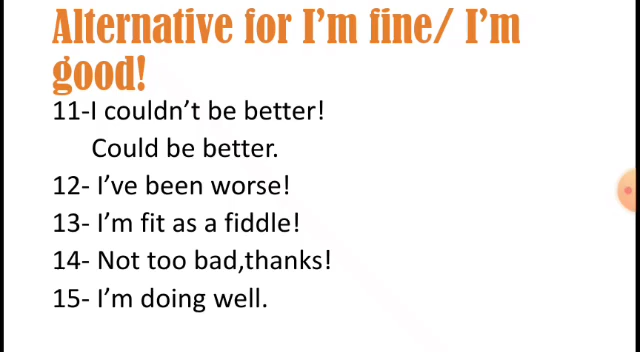 Alternative for I'm fine/ I'm
good!
11-I couldn't be better!
Could be better.
12- I've been worse!
13- I'm fit as a fiddle!
14- Not too bad,thanks!
15- I'm doing well.